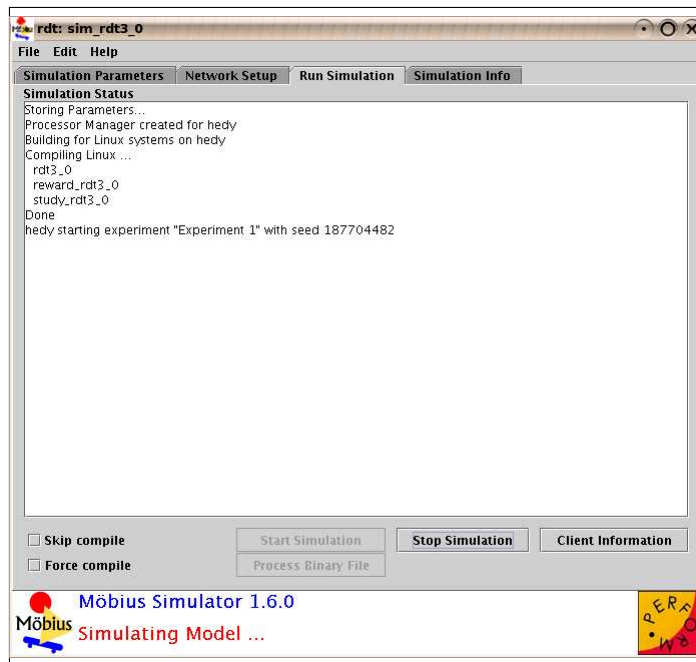 rdt: sim_rdt3_0
File Edit Help
Simulation Parameters Network Setup Run Simulation Simulation Info
Simulation Status
Storing Parameters...
Processor Manager created for hedy
Building for Linux systems on hedy
Compiling Linux ...
rdt3_0
reward_rdt3_0
study_rdt3_0
Done
hedy starting experiment "Experiment 1" with seed 187704482
Skip compile Start Simulation Stop Simulation Client Information
Force compile Process Binary File
Möbius Simulator 1.6.0
Möbius
Simulating Model ...
PERFORM